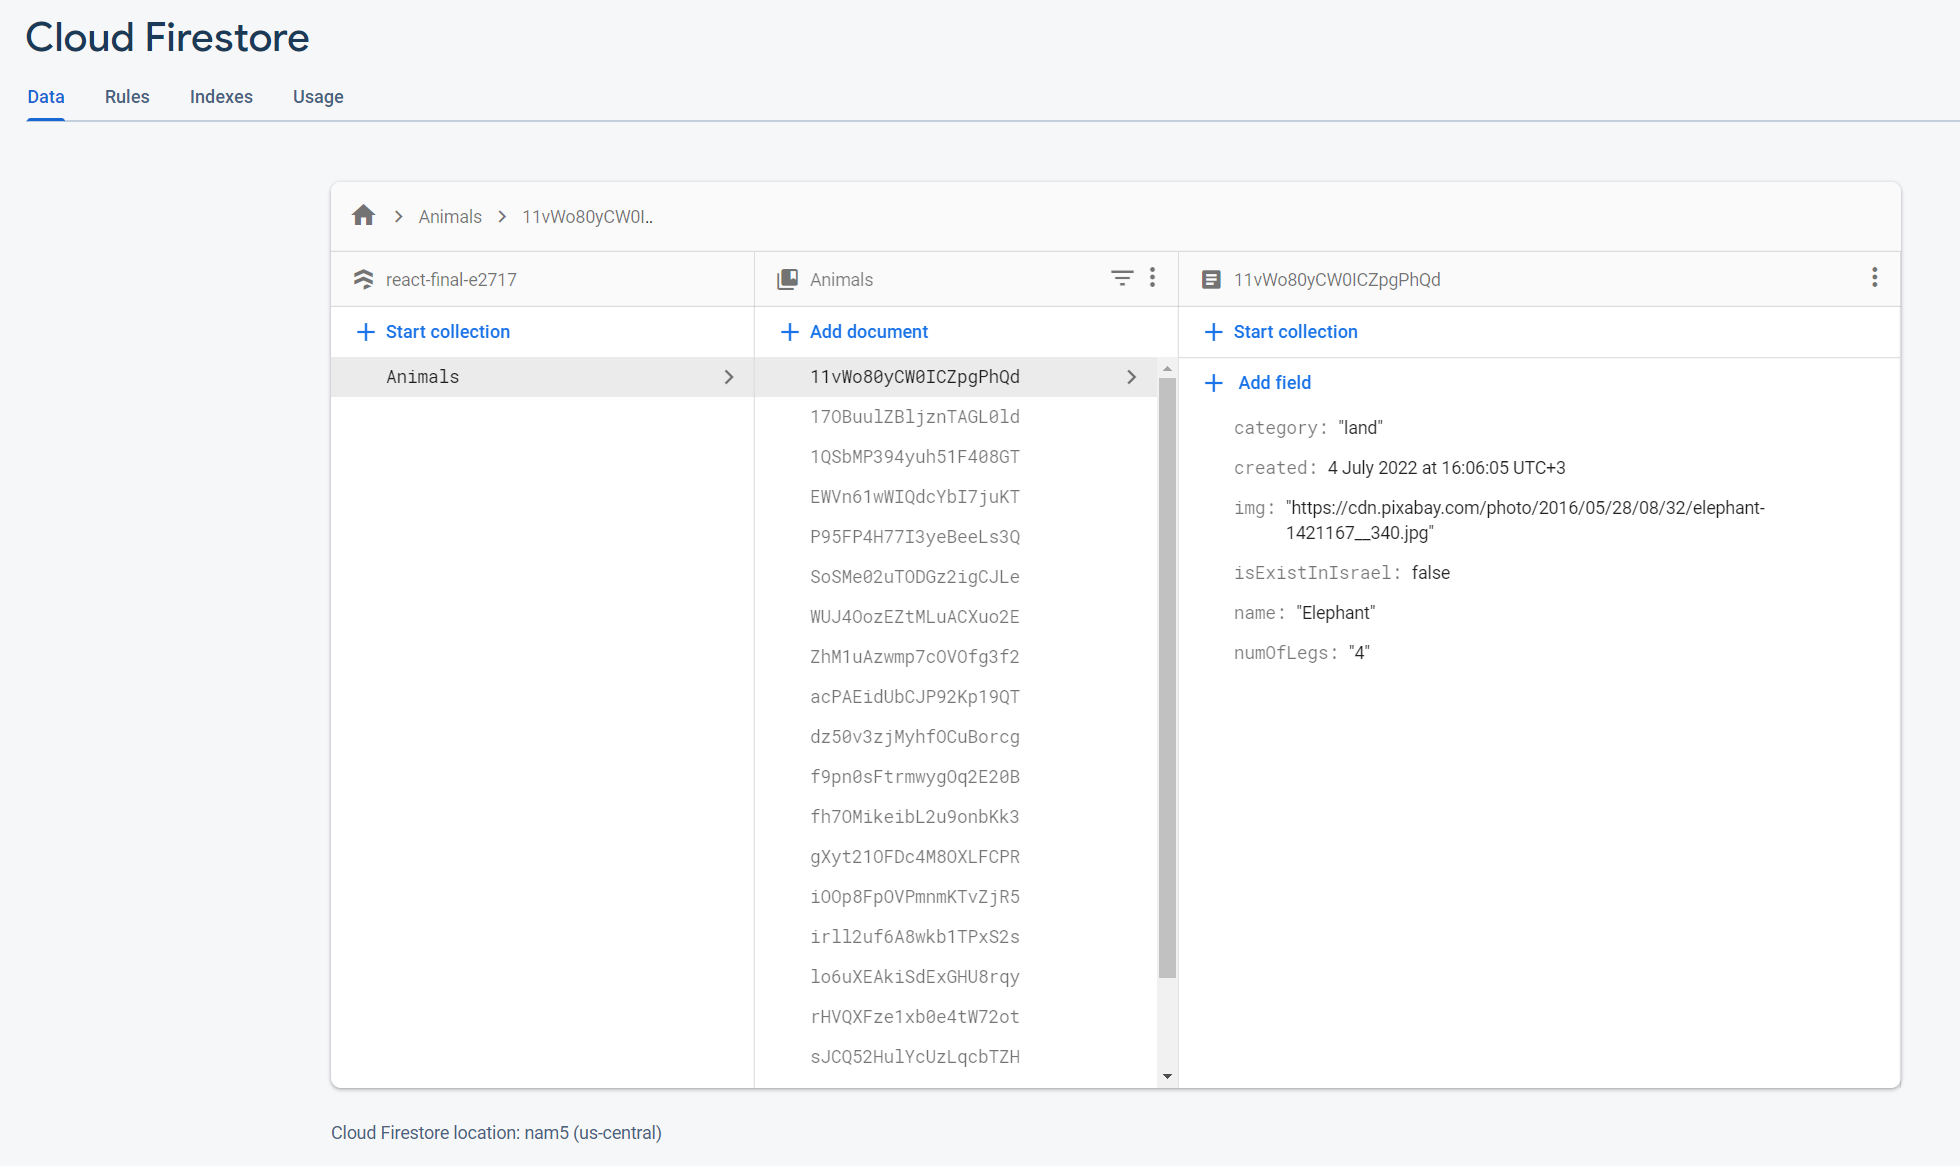 Cloud Firestore
Data Rules Indexes Usage
Animals 11vWo80yCW0I..
react-final-e2717
Animals
11vWo80yCW0ICZpgPhQd
Start collection
Add document
Start collection
Animals
11vWo80yCW0ICZpgPhQd
17OBuulZBljznTAGL0ld
1QSbMP394yuh51F408GT
EWVn61wWIQdcYbI7juKT
P95FP4H77I3yeBeeLs3Q
SoSMe02uTODGz2igCJLe
WUJ4OozEZtMLuACXuo2E
ZhM1uAzwmp7cOVOfg3f2
acPAEidUbCJP92Kp19QT
dz50v3zjMyhfOCuBorcg
f9pn0sFtrmwygOq2E20B
fh7OMikeibL2u9onbKk3
gXyt21OFDc4M8OXLFCPR
iOOp8FpOVPmnmKTvZjR5
irll2uf6A8wkb1TPxS2s
lo6uXEAkiSdExGHU8rqy
rHVQXFze1xb0e4tW72ot
sJCQ52HulYcUzLqcbTZH
Add field
category: "land"
created: 4 July 2022 at 16:06:05 UTC+3
img: "https://cdn.pixabay.com/photo/2016/05/28/08/32/elephant-
1421167__340.jpg"
isExistInIsrael: false
name: "Elephant"
numOfLegs: "4"
Cloud Firestore location: nam5 (us-central)